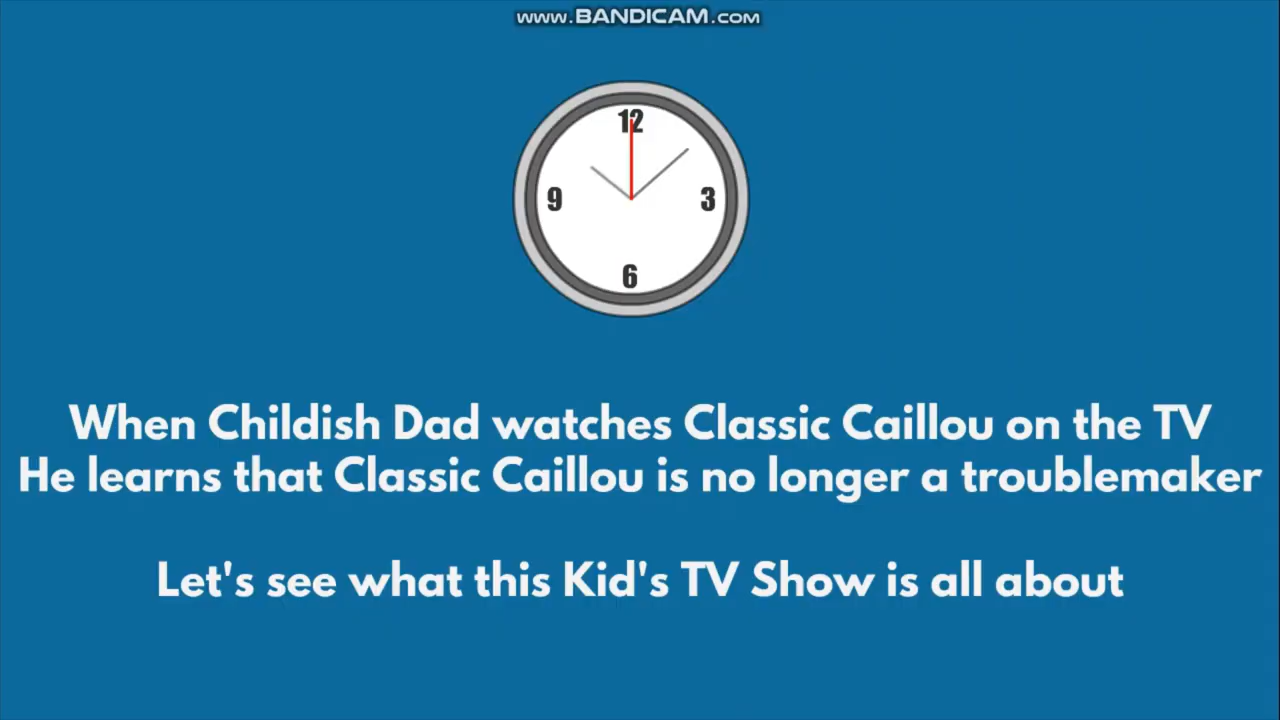 www.BANDICAM.com
12
9
3
6
When Childish Dad watches Classic Caillou on the TV
He learns that Classic Caillou is no longer a troublemaker
Let's see what this Kid's TV Show is all about